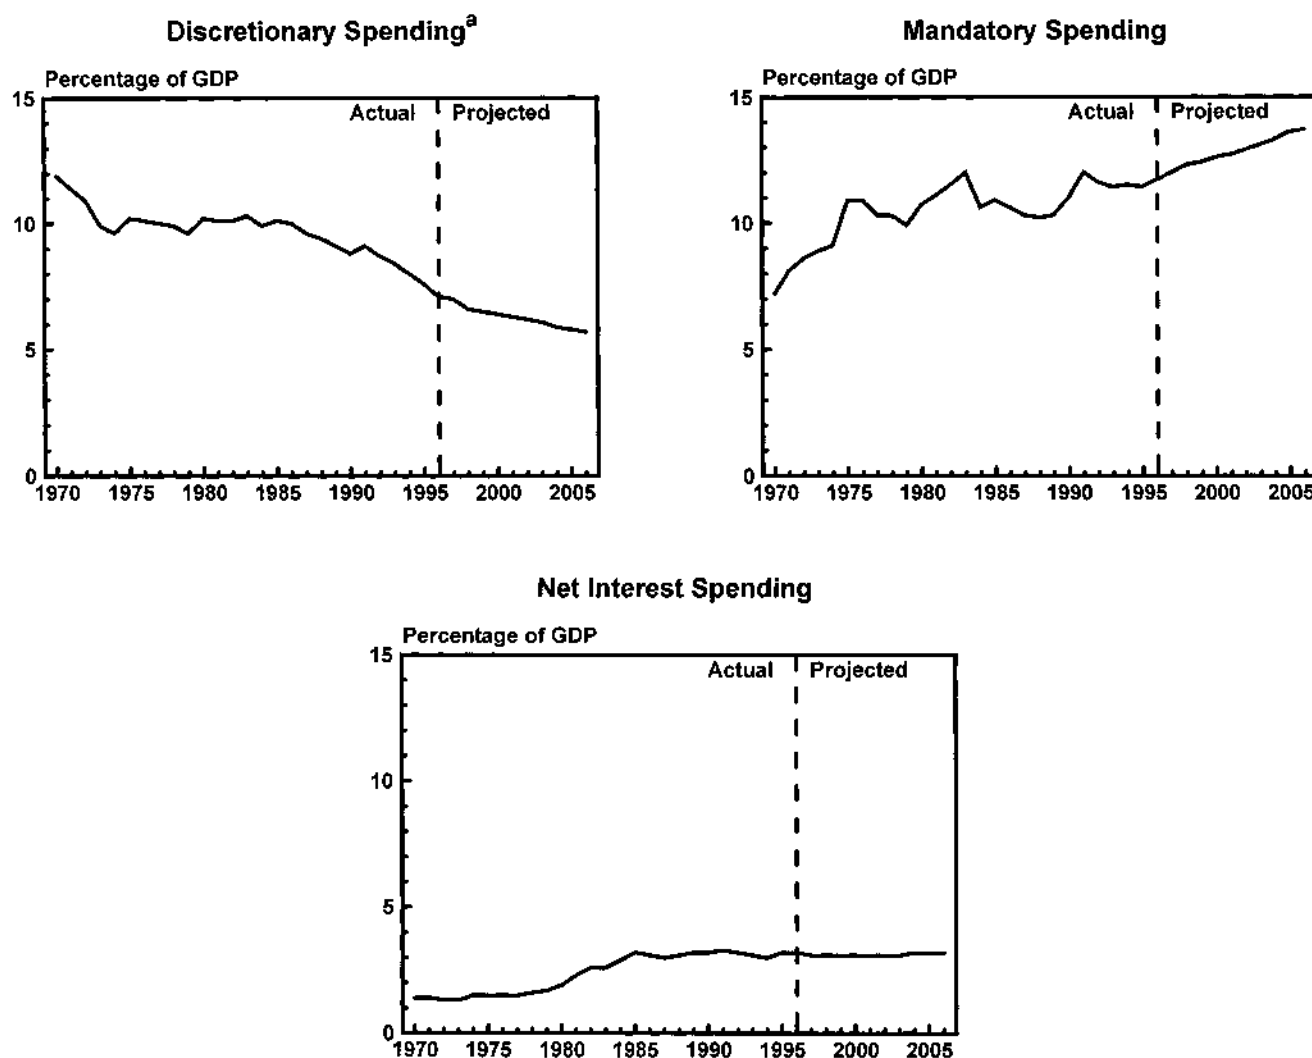 Discretionary Spendingᵃ
Percentage of GDP
15
Actual
Projected
10
5
0
1970 1975 1980 1985 1990 1995 2000 2005
Mandatory Spending
Percentage of GDP
15
Actual
Projected
10
5
0
1970 1975 1980 1985 1990 1995 2000 2005
Net Interest Spending
Percentage of GDP
15
Actual
Projected
10
5
0
1970 1975 1980 1985 1990 1995 2000 2005